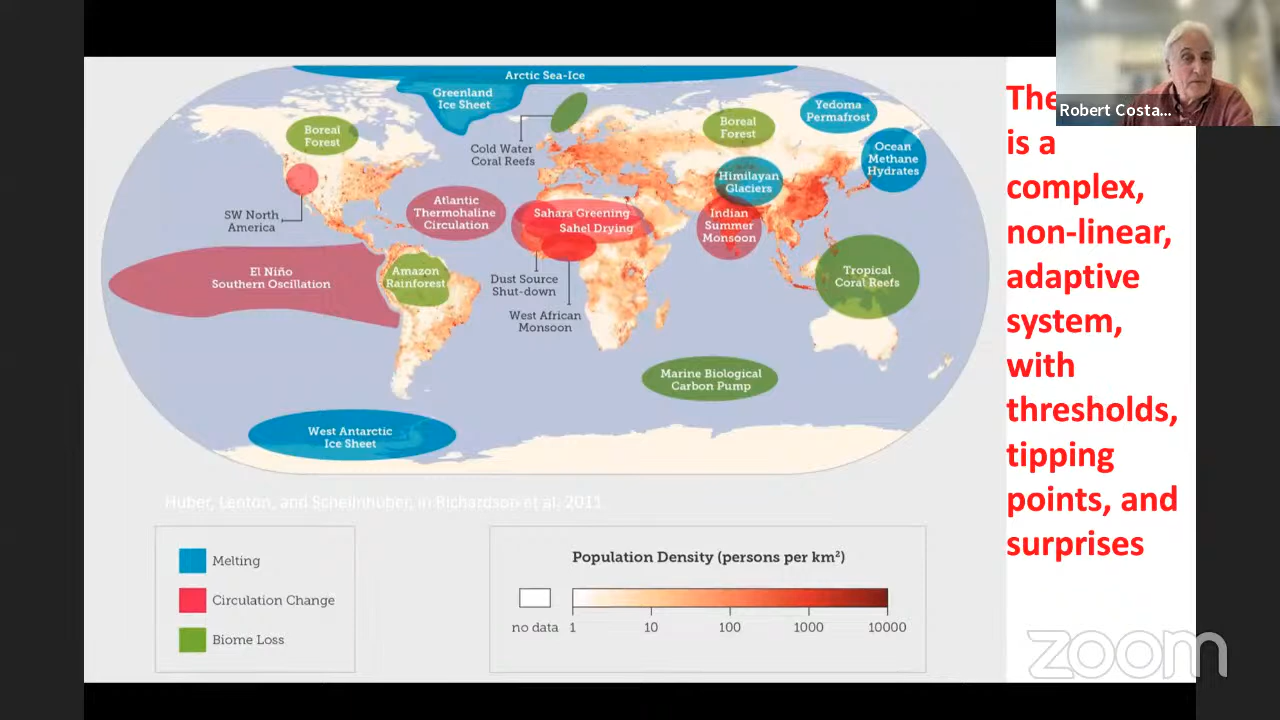 Arctic Sea-Ice
Greenland
Ice Sheet
Boreal
Forest
Cold Water
Coral Reefs
Boreal
Forest
Yedoma
Permafrost
Ocean
Methane
Hydrates
Himilayan
Glaciers
SW North
America
Atlantic
Thermohaline
Circulation
Sahara Greening
Sahel Drying
Indian
Summer
Monsoon
El Niño
Southern Oscillation
Amazon
Rainforest
Dust Source
Shut-down
West African
Monsoon
Tropical
Coral Reefs
Marine Biological
Carbon Pump
West Antarctic
Ice Sheet
Huber, Lenton, and Schellnhuber, in Richardson et al. 2011
Melting
Circulation Change
Biome Loss
Population Density (persons per km²)
no data
1
10
100
1000
10000
Robert Costa...
The
is a
complex,
non-linear,
adaptive
system,
with
thresholds,
tipping
points, and
surprises
zoom